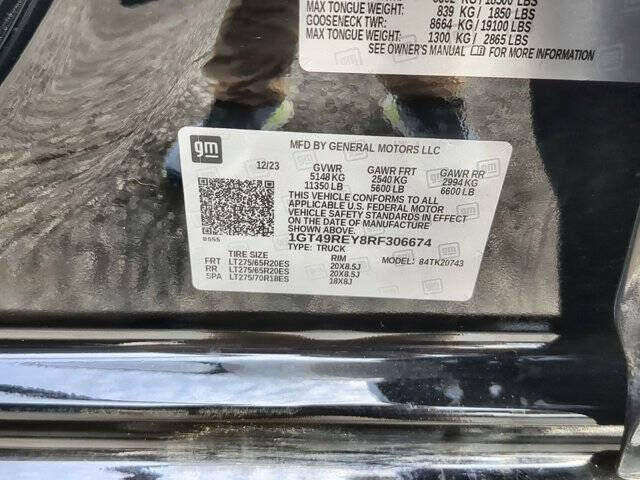 MAX TONGUE WEIGHT: 839 KG / 1850 LBS
GOOSENECK TWR: 8664 KG / 19100 LBS
MAX TONGUE WEIGHT: 1300 KG / 2865 LBS
SEE OWNER'S MANUAL FOR MORE INFORMATION
gm
MFD BY GENERAL MOTORS LLC
12/23 GVWR GAWR FRT GAWR RR
5148 KG 2540 KG 2994 KG
11350 LB 5600 LB 6600 LB
THIS VEHICLE CONFORMS TO ALL
APPLICABLE U.S. FEDERAL MOTOR
VEHICLE SAFETY STANDARDS IN EFFECT
ON THE DATE OF MANUFACTURE SHOWN ABOVE.
1GT49REY8RF306674
TYPE: TRUCK MODEL: 84TK20743
TIRE SIZE RIM
FRT LT275/65R20ES 20X8.5J
RR LT275/65R20ES 20X8.5J
SPA LT275/70R18ES 18X8J